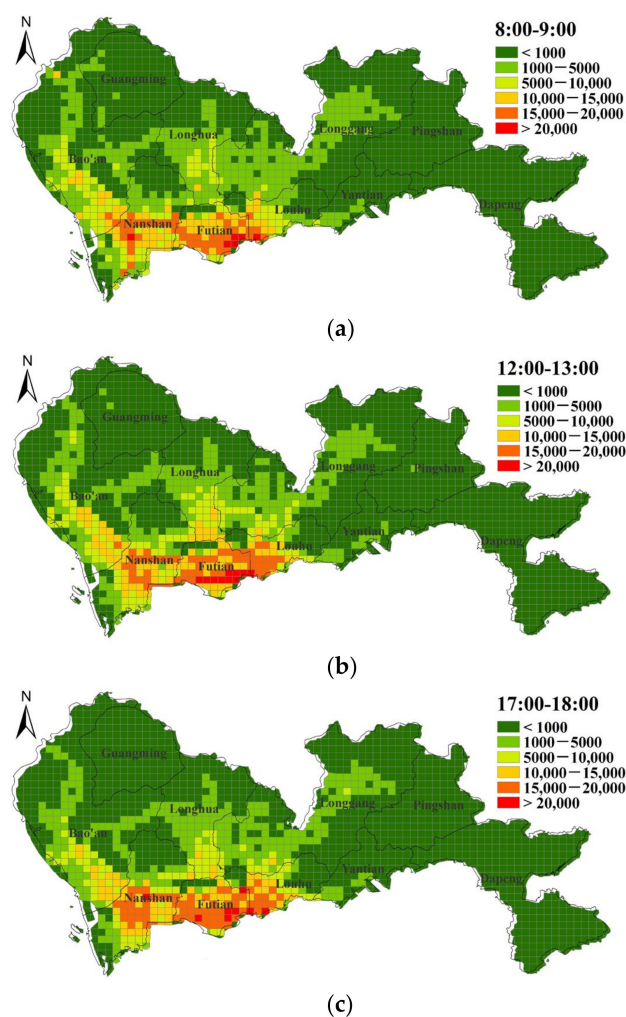 N
8:00-9:00
< 1000
1000－5000
5000－10,000
10,000－15,000
15,000－20,000
> 20,000
Guangming
Longhua
Longgang
Pingshan
Bao'an
Yantian
Dapeng
Nanshan
Futian
Louhu
(a)
N
12:00-13:00
< 1000
1000－5000
5000－10,000
10,000－15,000
15,000－20,000
> 20,000
Guangming
Longhua
Longgang
Pingshan
Bao'an
Yantian
Dapeng
Nanshan
Futian
Louhu
(b)
N
17:00-18:00
< 1000
1000－5000
5000－10,000
10,000－15,000
15,000－20,000
> 20,000
Guangming
Longhua
Longgang
Pingshan
Bao'an
Yantian
Dapeng
Nanshan
Futian
Louhu
(c)